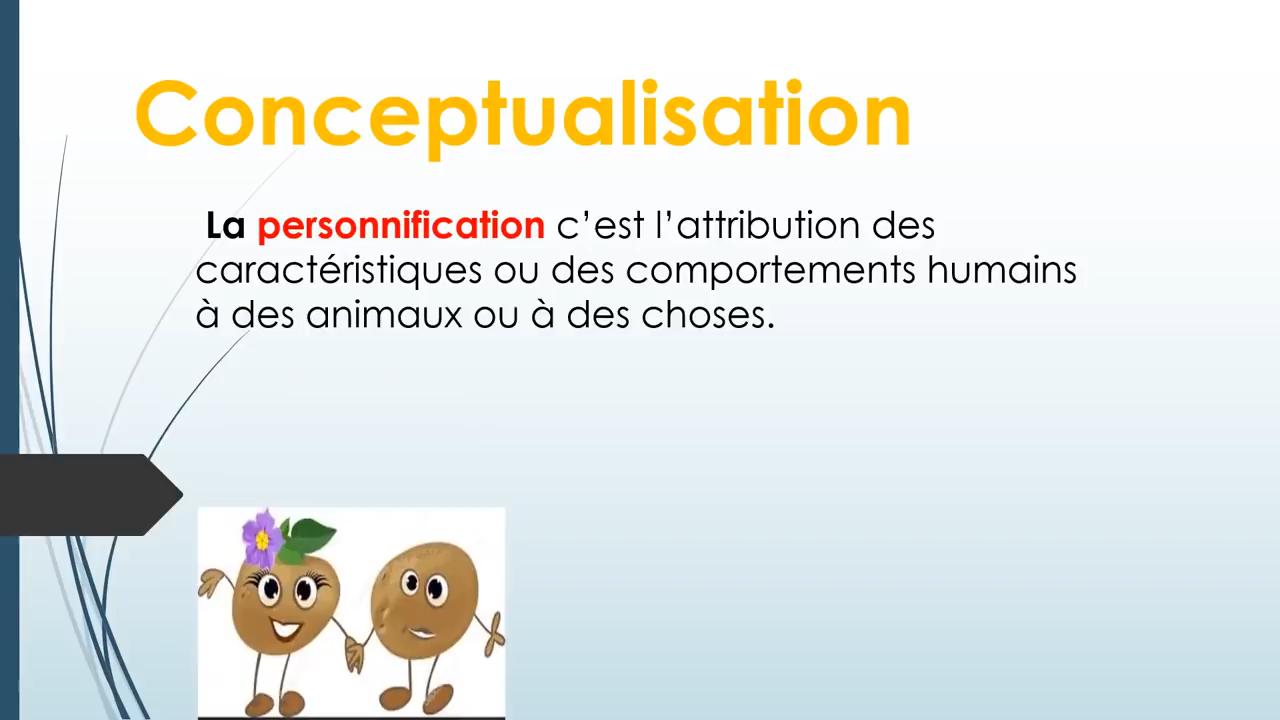 Conceptualisation
La personnification c’est l’attribution des
caractéristiques ou des comportements humains
à des animaux ou à des choses.